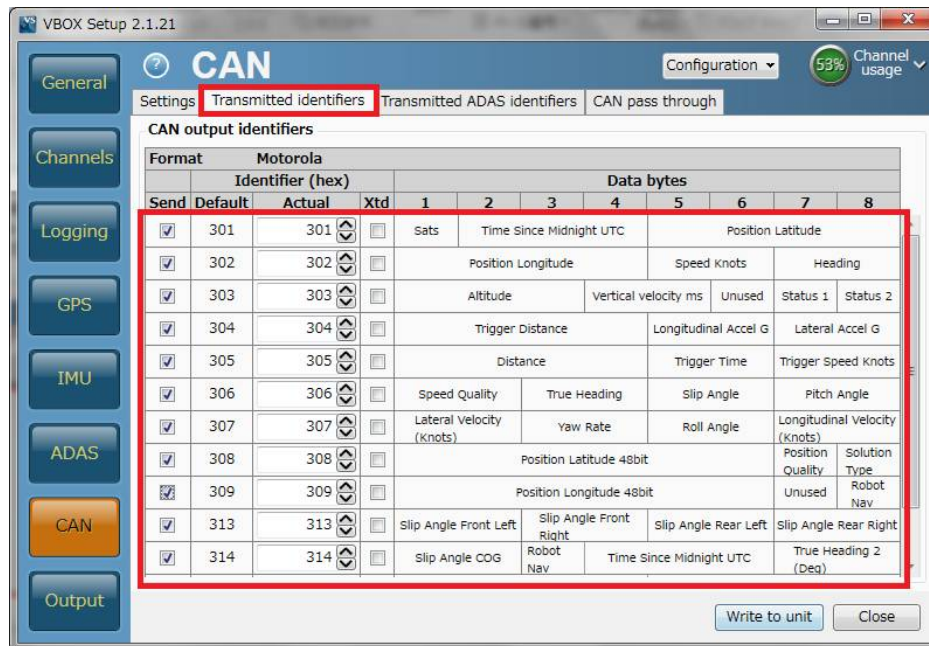 VBOX Setup 2.1.21
General
Channels
Logging
GPS
IMU
ADAS
CAN
Output
? CAN Configuration 53% Channel usage
Settings Transmitted identifiers Transmitted ADAS identifiers CAN pass through
CAN output identifiers
Format Motorola
Identifier (hex) Data bytes
Send Default Actual Xtd 1 2 3 4 5 6 7 8
301 301 Sats Time Since Midnight UTC Position Latitude
302 302 Position Longitude Speed Knots Heading
303 303 Altitude Vertical velocity ms Unused Status 1 Status 2
304 304 Trigger Distance Longitudinal Accel G Lateral Accel G
305 305 Distance Trigger Time Trigger Speed Knots
306 306 Speed Quality True Heading Slip Angle Pitch Angle
307 307 Lateral Velocity (Knots) Yaw Rate Roll Angle Longitudinal Velocity (Knots)
308 308 Position Latitude 48bit Position Quality Solution Type
309 309 Position Longitude 48bit Unused Robot Nav
313 313 Slip Angle Front Left Slip Angle Front Right Slip Angle Rear Left Slip Angle Rear Right
314 314 Slip Angle COG Robot Nav Time Since Midnight UTC True Heading 2 (Deg)
Write to unit Close